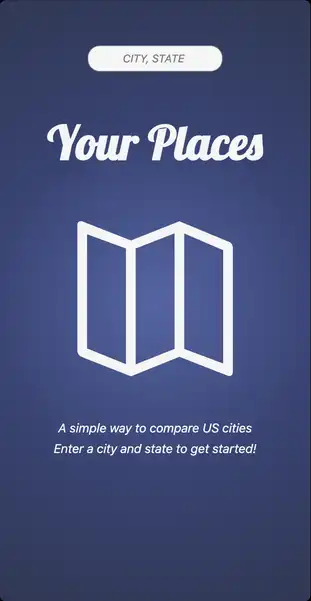 CITY, STATE
Your Places
A simple way to compare US cities
Enter a city and state to get started!